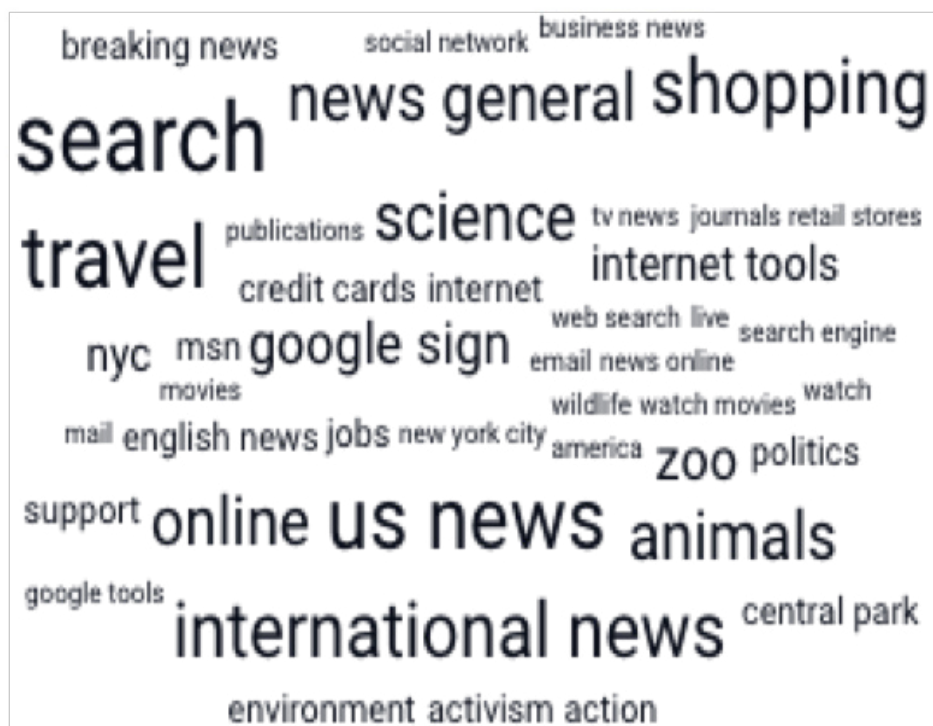 breaking news social network business news
search news general shopping
travel publications science tv news journals retail stores
credit cards internet internet tools
nyc msn google sign web search live search engine
movies email news online
wildlife watch movies watch
mail english news jobs new york city america zoo politics
support online us news animals
google tools international news central park
environment activism action